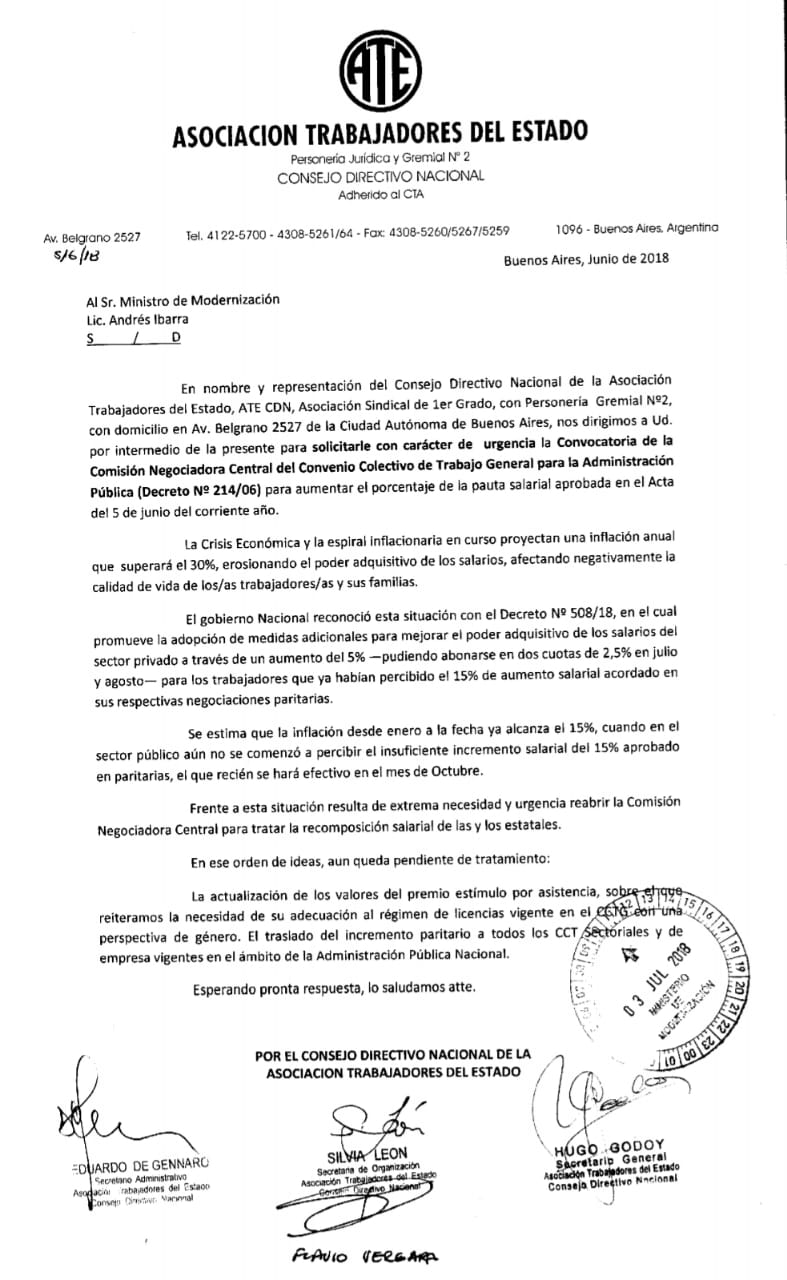 ATE
ASOCIACION TRABAJADORES DEL ESTADO
Personería Jurídica y Gremial Nº 2
CONSEJO DIRECTIVO NACIONAL
Adherido al CTA
Av. Belgrano 2527 Tel. 4122-5700 - 4308-5261/64 - Fax: 4308-5260/5267/5259 1096 - Buenos Aires, Argentina
5/6/18
Buenos Aires, Junio de 2018
Al Sr. Ministro de Modernización
Lic. Andrés Ibarra
S / D
En nombre y representación del Consejo Directivo Nacional de la Asociación
Trabajadores del Estado, ATE CDN, Asociación Sindical de 1er Grado, con Personería Gremial Nº2,
con domicilio en Av. Belgrano 2527 de la Ciudad Autónoma de Buenos Aires, nos dirigimos a Ud.
por intermedio de la presente para solicitarle con carácter de urgencia la Convocatoria de la
Comisión Negociadora Central del Convenio Colectivo de Trabajo General para la Administración
Pública (Decreto Nº 214/06) para aumentar el porcentaje de la pauta salarial aprobada en el Acta
del 5 de junio del corriente año.
La Crisis Económica y la espiral inflacionaria en curso proyectan una inflación anual
que superará el 30%, erosionando el poder adquisitivo de los salarios, afectando negativamente la
calidad de vida de los/as trabajadores/as y sus familias.
El gobierno Nacional reconoció esta situación con el Decreto Nº 508/18, en el cual
promueve la adopción de medidas adicionales para mejorar el poder adquisitivo de los salarios del
sector privado a través de un aumento del 5% —pudiendo abonarse en dos cuotas de 2,5% en julio
y agosto— para los trabajadores que ya habían percibido el 15% de aumento salarial acordado en
sus respectivas negociaciones paritarias.
Se estima que la inflación desde enero a la fecha ya alcanza el 15%, cuando en el
sector público aún no se comenzó a percibir el insuficiente incremento salarial del 15% aprobado
en paritarias, el que recién se hará efectivo en el mes de Octubre.
Frente a esta situación resulta de extrema necesidad y urgencia reabrir la Comisión
Negociadora Central para tratar la recomposición salarial de las y los estatales.
En ese orden de ideas, aun queda pendiente de tratamiento:
La actualización de los valores del premio estímulo por asistencia, sobre el que
reiteramos la necesidad de su adecuación al régimen de licencias vigente en el CCTG con una
perspectiva de género. El traslado del incremento paritario a todos los CCT Sectoriales y de
empresa vigentes en el ámbito de la Administración Pública Nacional.
Esperando pronta respuesta, lo saludamos atte.
12 13 14 15 16 17 18 19 20 21 22 23 00 01
03 JUL 2018
MINISTERIO
DE
MODERNIZACIÓN
POR EL CONSEJO DIRECTIVO NACIONAL DE LA
ASOCIACION TRABAJADORES DEL ESTADO
EDUARDO DE GENNARO
Secretario Administrativo
Asociación Trabajadores del Estado
Consejo Directivo Nacional
SILVIA LEON
Secretaria de Organización
Asociación Trabajadores del Estado
Consejo Directivo Nacional
HUGO GODOY
Secretario General
Asociación Trabajadores del Estado
Consejo Directivo Nacional
FLAVIO VERGARA